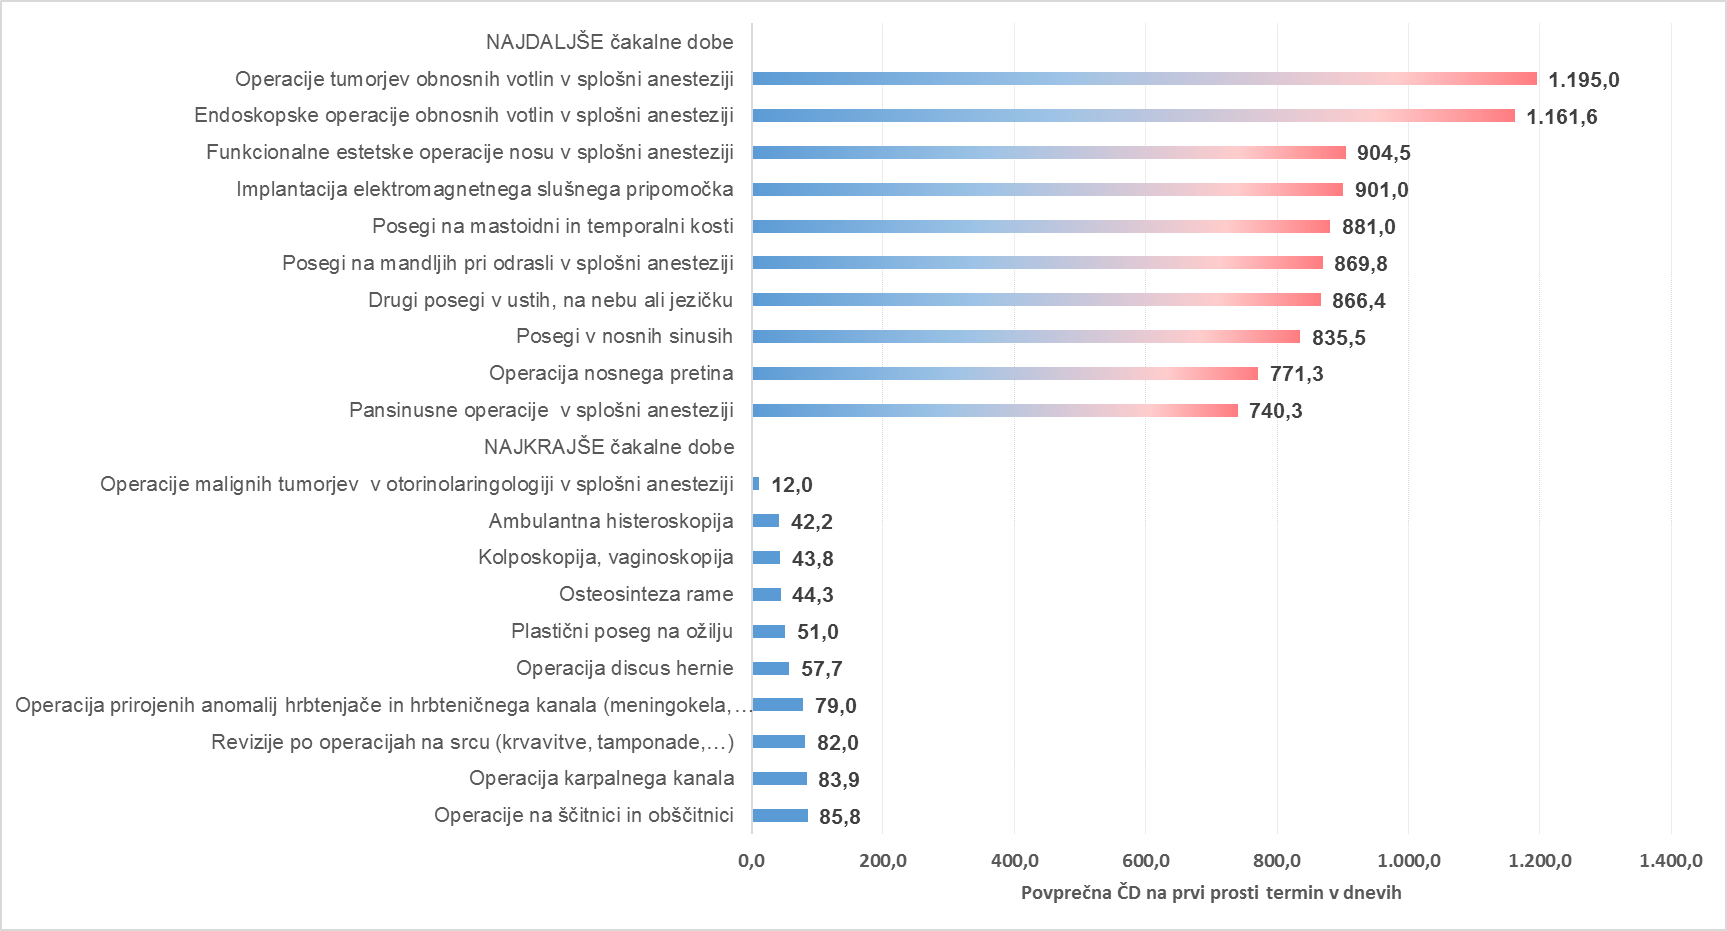 NAJDALJŠE čakalne dobe
Operacije tumorjev obnosnih votlin v splošni anesteziji 1.195,0
Endoskopske operacije obnosnih votlin v splošni anesteziji 1.161,6
Funkcionalne estetske operacije nosu v splošni anesteziji 904,5
Implantacija elektromagnetnega slušnega pripomočka 901,0
Posegi na mastoidni in temporalni kosti 881,0
Posegi na mandljih pri odrasli v splošni anesteziji 869,8
Drugi posegi v ustih, na nebu ali jezičku 866,4
Posegi v nosnih sinusih 835,5
Operacija nosnega pretina 771,3
Pansinusne operacije  v splošni anesteziji 740,3
NAJKRAJŠE čakalne dobe
Operacije malignih tumorjev  v otorinolaringologiji v splošni anesteziji 12,0
Ambulantna histeroskopija 42,2
Kolposkopija, vaginoskopija 43,8
Osteosinteza rame 44,3
Plastični poseg na ožilju 51,0
Operacija discus hernie 57,7
Operacija prirojenih anomalij hrbtenjače in hrbteničnega kanala (meningokela,… 79,0
Revizije po operacijah na srcu (krvavitve, tamponade,…) 82,0
Operacija karpalnega kanala 83,9
Operacije na ščitnici in obščitnici 85,8
0,0 200,0 400,0 600,0 800,0 1.000,0 1.200,0 1.400,0
Povprečna ČD na prvi prosti termin v dnevih